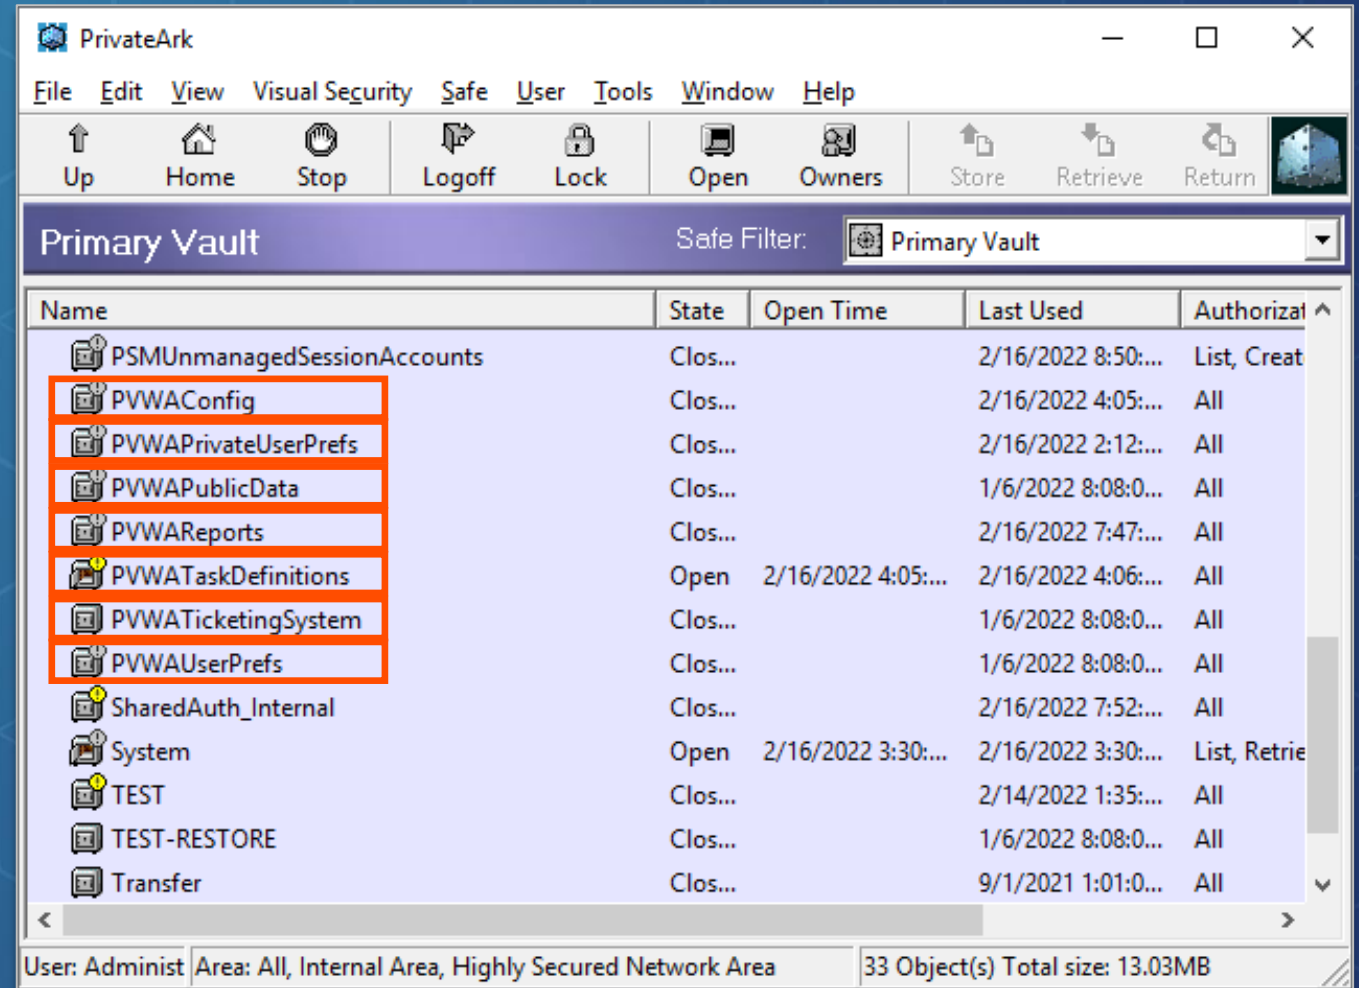 PrivateArk
File Edit View Visual Security Safe User Tools Window Help
Up Home Stop Logoff Lock Open Owners Store Retrieve Return
Primary Vault Safe Filter: Primary Vault
Name State Open Time Last Used Authorizat
PSMUnmanagedSessionAccounts Clos... 2/16/2022 8:50:... List, Creat
PVWAConfig Clos... 2/16/2022 4:05:... All
PVWAPrivateUserPrefs Clos... 2/16/2022 2:12:... All
PVWAPublicData Clos... 1/6/2022 8:08:0... All
PVWAReports Clos... 2/16/2022 7:47:... All
PVWATaskDefinitions Open 2/16/2022 4:05:... 2/16/2022 4:06:... All
PVWATicketingSystem Clos... 1/6/2022 8:08:0... All
PVWAUserPrefs Clos... 1/6/2022 8:08:0... All
SharedAuth_Internal Clos... 2/16/2022 7:52:... All
System Open 2/16/2022 3:30:... 2/16/2022 3:30:... List, Retrie
TEST Clos... 2/14/2022 1:35:... All
TEST-RESTORE Clos... 1/6/2022 8:08:0... All
Transfer Clos... 9/1/2021 1:01:0... All
User: Administ Area: All, Internal Area, Highly Secured Network Area 33 Object(s) Total size: 13.03MB